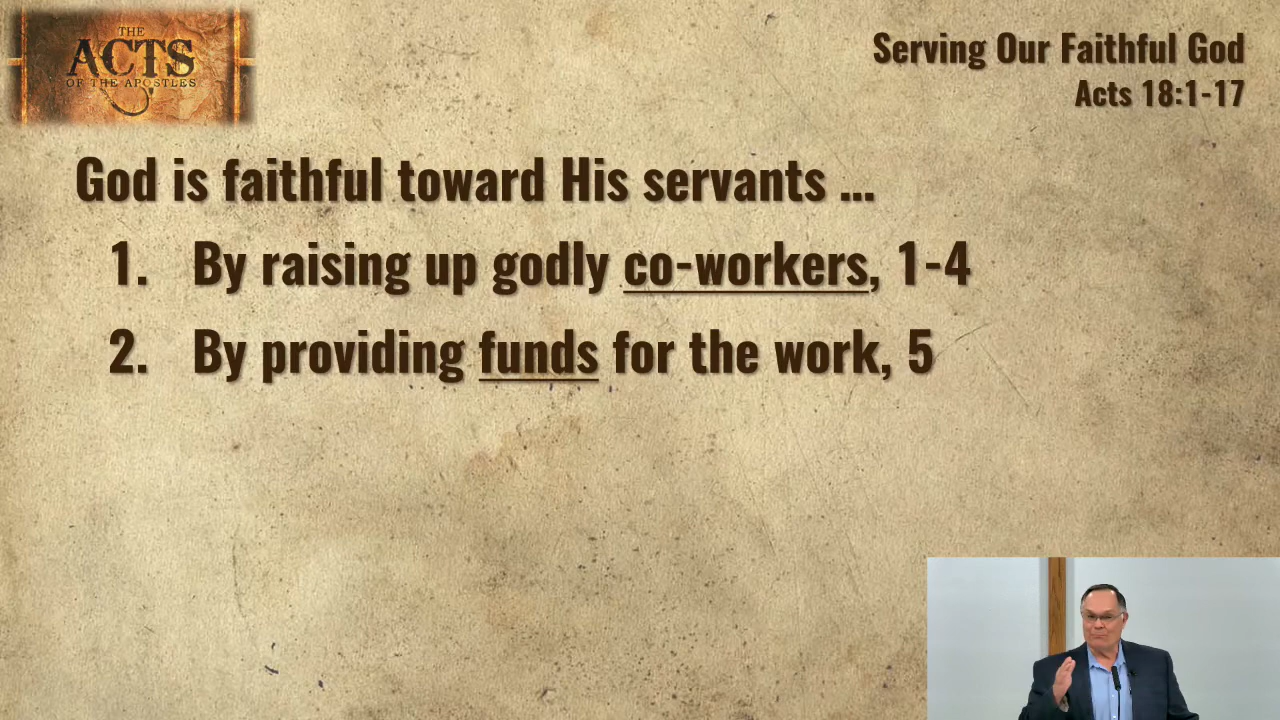 THE
ACTS
OF THE APOSTLES
Serving Our Faithful God
Acts 18:1-17
God is faithful toward His servants ...
1. By raising up godly co-workers, 1-4
2. By providing funds for the work, 5